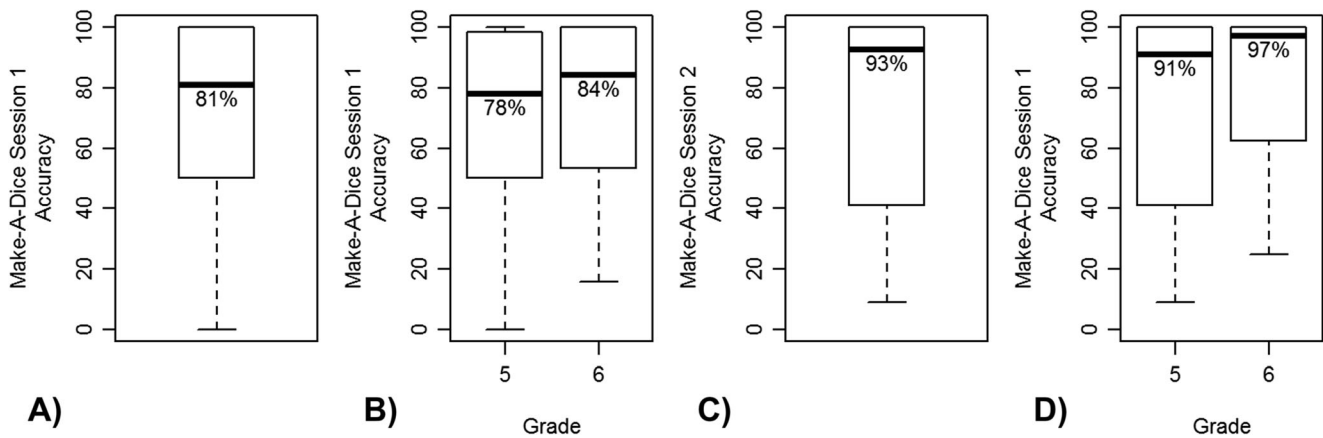 Make-A-Dice Session 1
Accuracy
0 20 40 60 80 100
81%
A)
Make-A-Dice Session 1
Accuracy
0 20 40 60 80 100
78%
84%
5 6
Grade
B)
Make-A-Dice Session 2
Accuracy
0 20 40 60 80 100
93%
C)
Make-A-Dice Session 1
Accuracy
0 20 40 60 80 100
91%
97%
5 6
Grade
D)